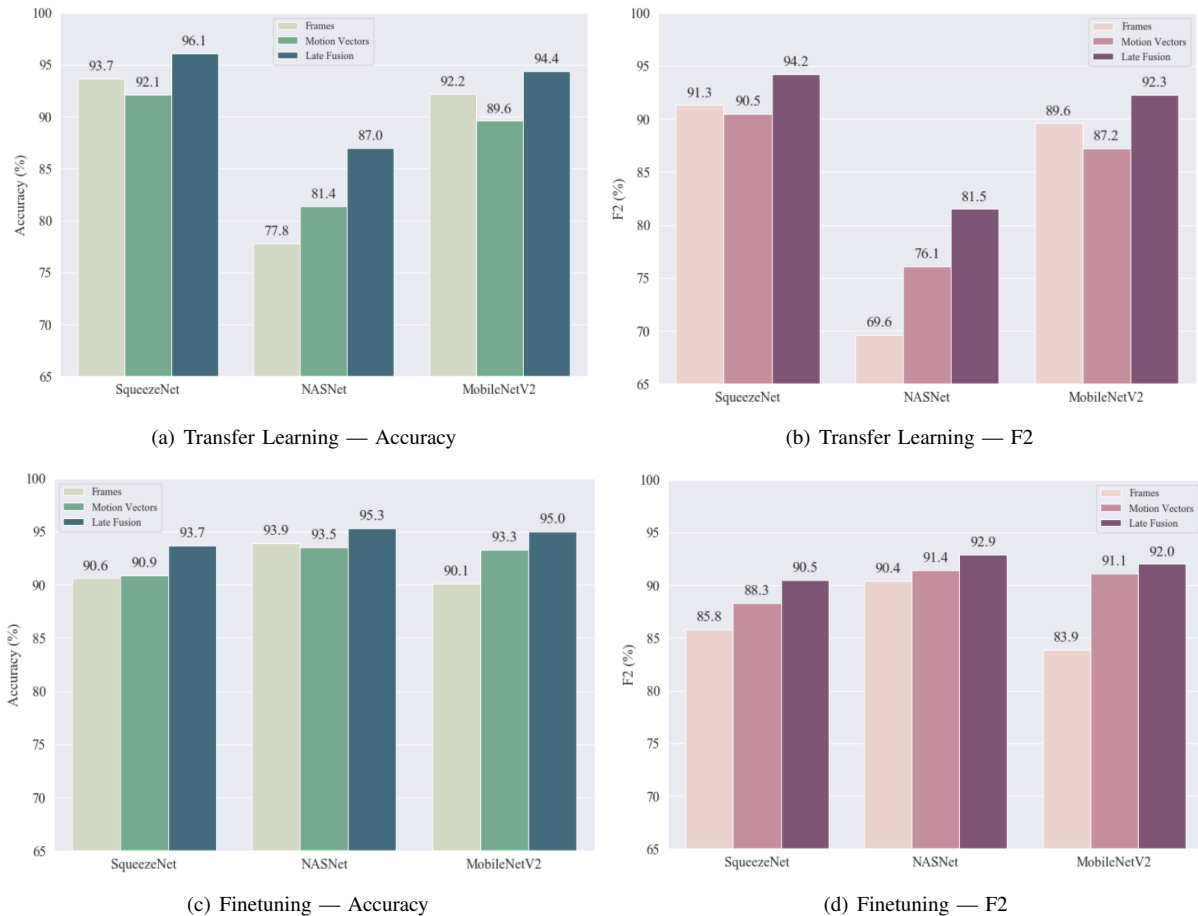 100
95
90
85
80
75
70
65
Accuracy (%)
Frames
Motion Vectors
Late Fusion
93.7
92.1
96.1
77.8
81.4
87.0
92.2
89.6
94.4
SqueezeNet
NASNet
MobileNetV2
(a) Transfer Learning — Accuracy
100
95
90
85
80
75
70
65
F2 (%)
Frames
Motion Vectors
Late Fusion
91.3
90.5
94.2
69.6
76.1
81.5
89.6
87.2
92.3
SqueezeNet
NASNet
MobileNetV2
(b) Transfer Learning — F2
100
95
90
85
80
75
70
65
Accuracy (%)
Frames
Motion Vectors
Late Fusion
90.6
90.9
93.7
93.9
93.5
95.3
90.1
93.3
95.0
SqueezeNet
NASNet
MobileNetV2
(c) Finetuning — Accuracy
100
95
90
85
80
75
70
65
F2 (%)
Frames
Motion Vectors
Late Fusion
85.8
88.3
90.5
90.4
91.4
92.9
83.9
91.1
92.0
SqueezeNet
NASNet
MobileNetV2
(d) Finetuning — F2